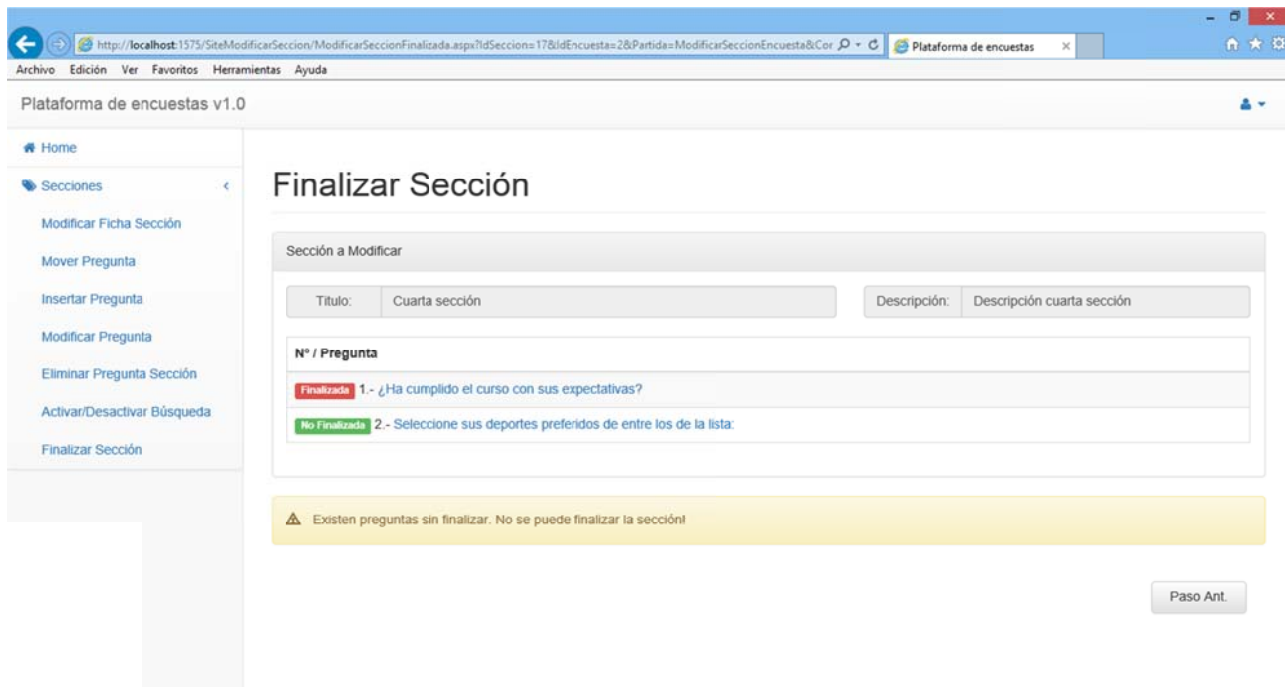 http://localhost:1575/SiteModificarSeccion/ModificarSeccionFinalizada.aspx?IdSeccion=17&IdEncuesta=2&Partida=ModificarSeccionEncuesta&Cor
Plataforma de encuestas
Archivo Edición Ver Favoritos Herramientas Ayuda
Plataforma de encuestas v1.0
Home
Secciones
Modificar Ficha Sección
Mover Pregunta
Insertar Pregunta
Modificar Pregunta
Eliminar Pregunta Sección
Activar/Desactivar Búsqueda
Finalizar Sección
Finalizar Sección
Sección a Modificar
Titulo: Cuarta sección Descripción: Descripción cuarta sección
Nº / Pregunta
Finalizada 1.- ¿Ha cumplido el curso con sus expectativas?
No Finalizada 2.- Seleccione sus deportes preferidos de entre los de la lista:
Existen preguntas sin finalizar. No se puede finalizar la sección!
Paso Ant.